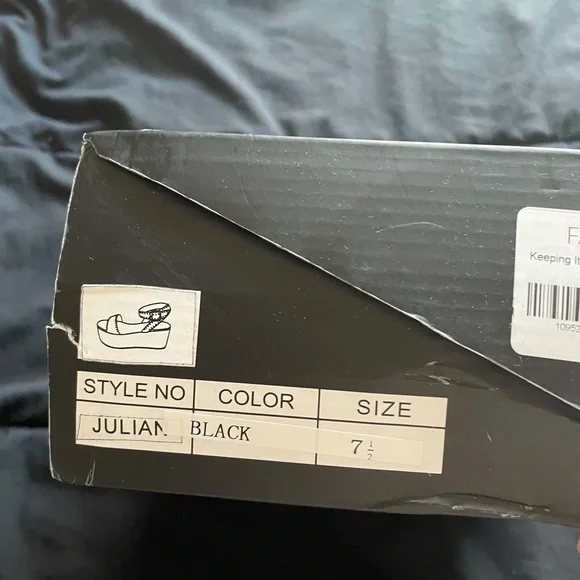 Keeping It
STYLE NO COLOR SIZE
JULIAN BLACK 7 ½